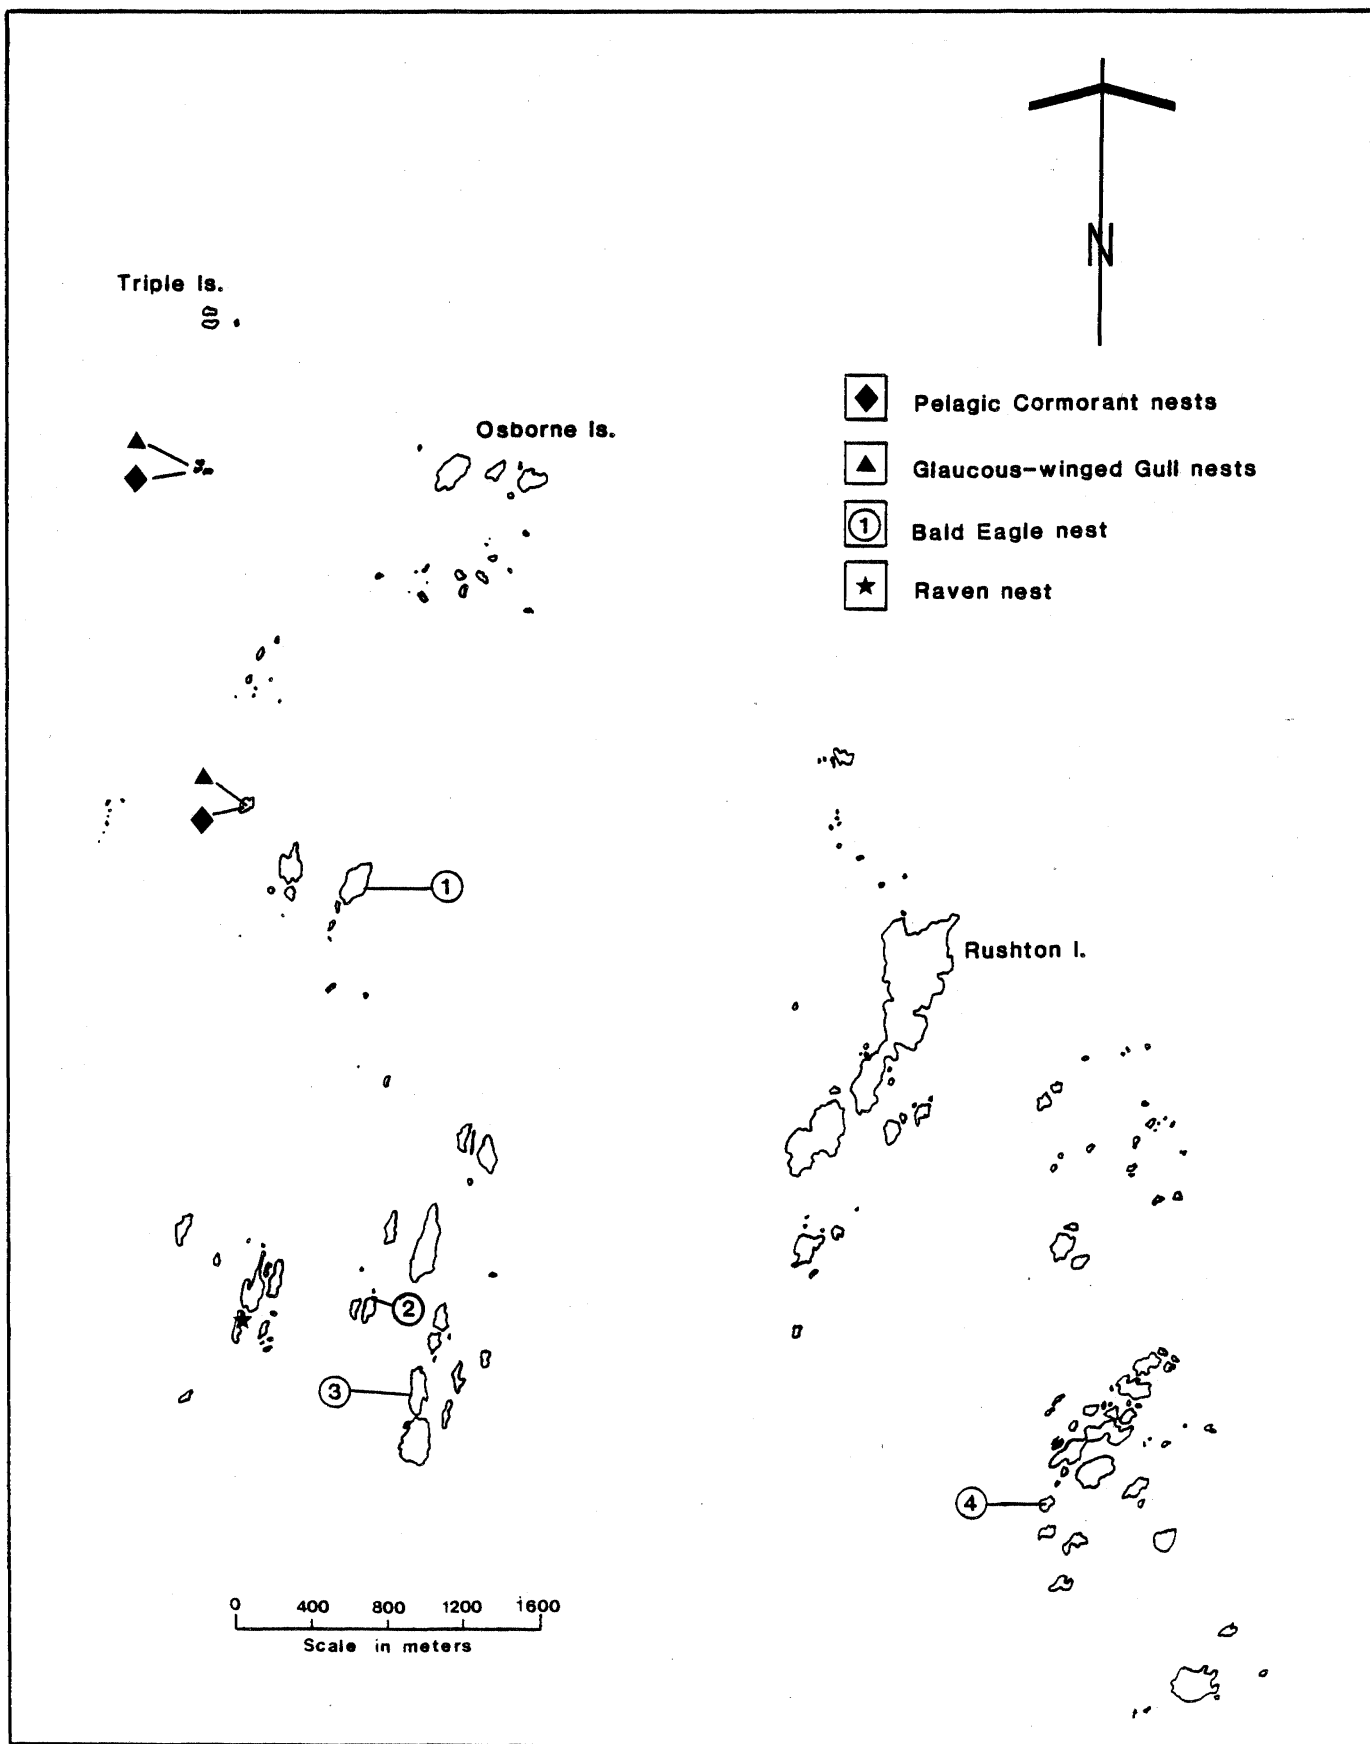 N
Triple Is.
Osborne Is.
Pelagic Cormorant nests
Glaucous-winged Gull nests
1 Bald Eagle nest
Raven nest
1
Rushton I.
2
3
4
0 400 800 1200 1600
Scale in meters